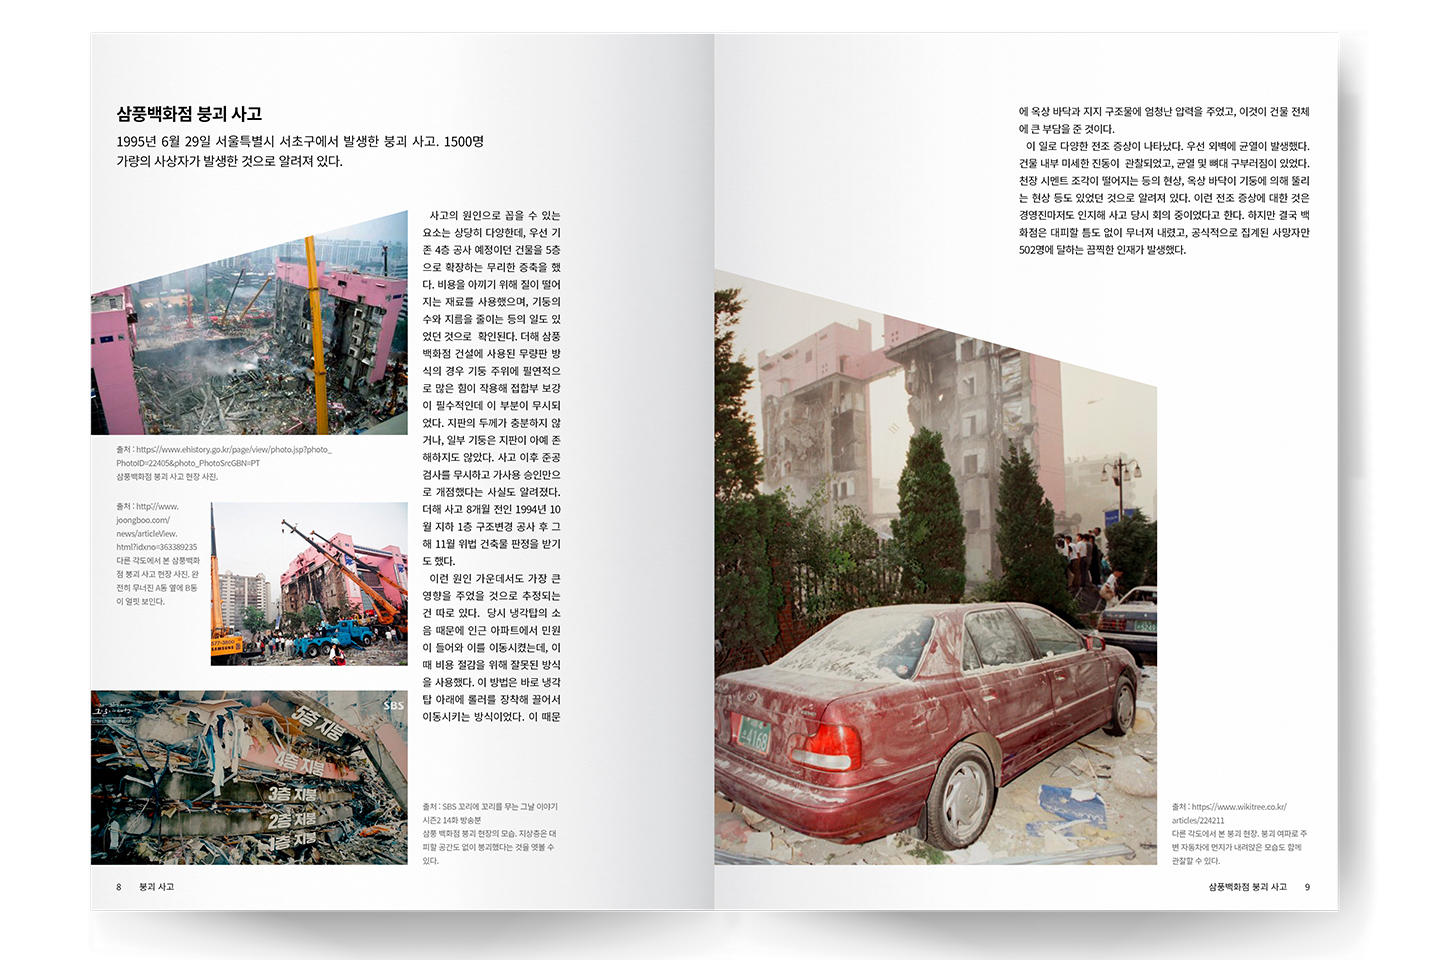 삼풍백화점 붕괴 사고
1995년 6월 29일 서울특별시 서초구에서 발생한 붕괴 사고. 1500명
가량의 사상자가 발생한 것으로 알려져 있다.
사고의 원인으로 꼽을 수 있는
요소는 상당히 다양한데, 우선 기
존 4층 공사 예정이던 건물을 5층
으로 확장하는 무리한 증축을 했
다. 비용을 아끼기 위해 질이 떨어
지는 재료를 사용했으며, 기둥의
수와 지름을 줄이는 등의 일도 있
었던 것으로 확인된다. 더해 삼풍
백화점 건설에 사용된 무량판 방
식의 경우 기둥 주위에 필연적으
로 많은 힘이 작용해 접합부 보강
이 필수적인데 이 부분이 무시되
었다. 지판의 두께가 충분하지 않
거나, 일부 기둥은 지판이 아예 존
해하지도 않았다. 사고 이후 준공
검사를 무시하고 가사용 승인만으
로 개점했다는 사실도 알려졌다.
더해 사고 8개월 전인 1994년 10
월 지하 1층 구조변경 공사 후 그
해 11월 위법 건축물 판정을 받기
도 했다.
이런 원인 가운데서도 가장 큰
영향을 주었을 것으로 추정되는
건 따로 있다. 당시 냉각탑의 소
음 때문에 인근 아파트에서 민원
이 들어와 이를 이동시켰는데, 이
때 비용 절감을 위해 잘못된 방식
을 사용했다. 이 방법은 바로 냉각
탑 아래에 롤러를 장착해 끌어서
이동시키는 방식이었다. 이 때문
출처 : https://www.ehistory.go.kr/page/view/photo.jsp?photo_
PhotoID=22405&photo_PhotoSrcGBN=PT
삼풍백화점 붕괴 사고 현장 사진.
출처 : http://www.
joongboo.com/
news/articleView.
html?idxno=363389235
다른 각도에서 본 삼풍백화
점 붕괴 사고 현장 사진. 완
전히 무너진 A동 옆에 B동
이 얼핏 보인다.
577-3800
SAMSUNG
SBS
5층 지붕
4층 지붕
3층 지붕
2층 지붕
1층 지붕
출처 : SBS 꼬리에 꼬리를 무는 그날 이야기
시즌2 14화 방송분
삼풍 백화점 붕괴 현장의 모습. 지상층은 대
피할 공간도 없이 붕괴했다는 것을 엿볼 수
있다.
8 붕괴 사고
에 옥상 바닥과 지지 구조물에 엄청난 압력을 주었고, 이것이 건물 전체
에 큰 부담을 준 것이다.
이 일로 다양한 전조 증상이 나타났다. 우선 외벽에 균열이 발생했다.
건물 내부 미세한 진동이 관찰되었고, 균열 및 뼈대 구부러짐이 있었다.
천장 시멘트 조각이 떨어지는 등의 현상, 옥상 바닥이 기둥에 의해 뚫리
는 현상 등도 있었던 것으로 알려져 있다. 이런 전조 증상에 대한 것은
경영진마저도 인지해 사고 당시 회의 중이었다고 한다. 하지만 결국 백
화점은 대피할 틈도 없이 무너져 내렸고, 공식적으로 집계된 사망자만
502명에 달하는 끔찍한 인재가 발생했다.
4168
출처 : https://www.wikitree.co.kr/
articles/224211
다른 각도에서 본 붕괴 현장. 붕괴 여파로 주
변 자동차에 먼지가 내려앉은 모습도 함께
관찰할 수 있다.
삼풍백화점 붕괴 사고 9